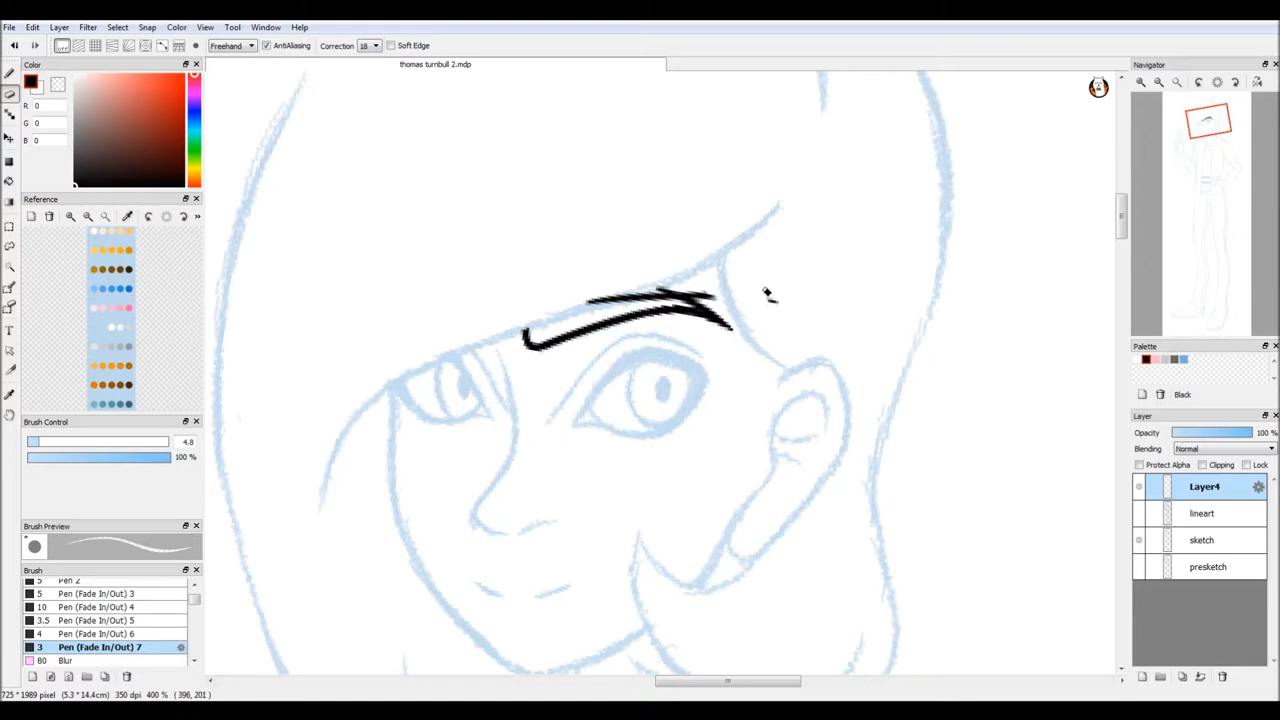 File Edit Layer Filter Select Snap Color View Tool Window Help
Freehand AntiAliasing Correction 18 Soft Edge
Color
thomas turnbull 2.mdp
Navigator
R 0
G 0
B 0
Reference
Palette
Black
Brush Control
4.8
100 %
Layer
Opacity 100 %
Blending Normal
Protect Alpha Clipping Lock
Layer4
lineart
sketch
presketch
Brush Preview
Brush
5 Pen 2
5 Pen (Fade In/Out) 3
10 Pen (Fade In/Out) 4
3.5 Pen (Fade In/Out) 5
4 Pen (Fade In/Out) 6
3 Pen (Fade In/Out) 7
80 Blur
725 * 1989 pixel (5.3 * 14.4cm) 350 dpi 400 % (396, 201)